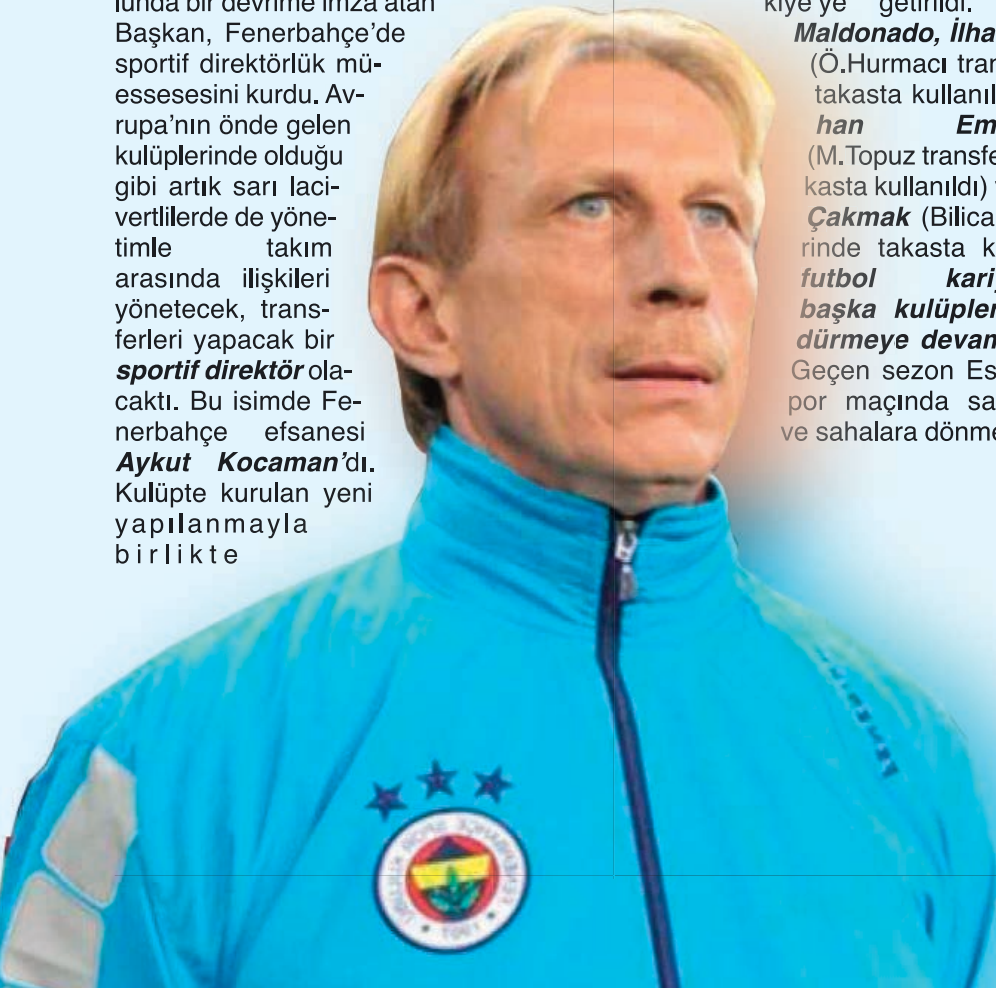 lunda bir devrime imza atan
Başkan, Fenerbahçe’de
sportif direktörlük mü-
essesesini kurdu. Av-
rupa’nın önde gelen
kulüplerinde olduğu
gibi artık sarı laci-
vertlilerde de yöne-
timle takım
arasında ilişkileri
yönetecek, trans-
ferleri yapacak bir
sportif direktör ola-
caktı. Bu isimde Fe-
nerbahçe efsanesi
Aykut Kocaman’dı.
Kulüpte kurulan yeni
yapılanmayla
birlikte
kiye’ye getirildi.
Maldonado, İlha
(Ö.Hurmacı tran
takasta kullanıl
han Em
(M.Topuz transfe
kasta kullanıldı)
Çakmak (Bilica
rinde takasta k
futbol kariy
başka kulüpler
dürmeye devam
Geçen sezon Es
por maçında sa
ve sahalara dönme